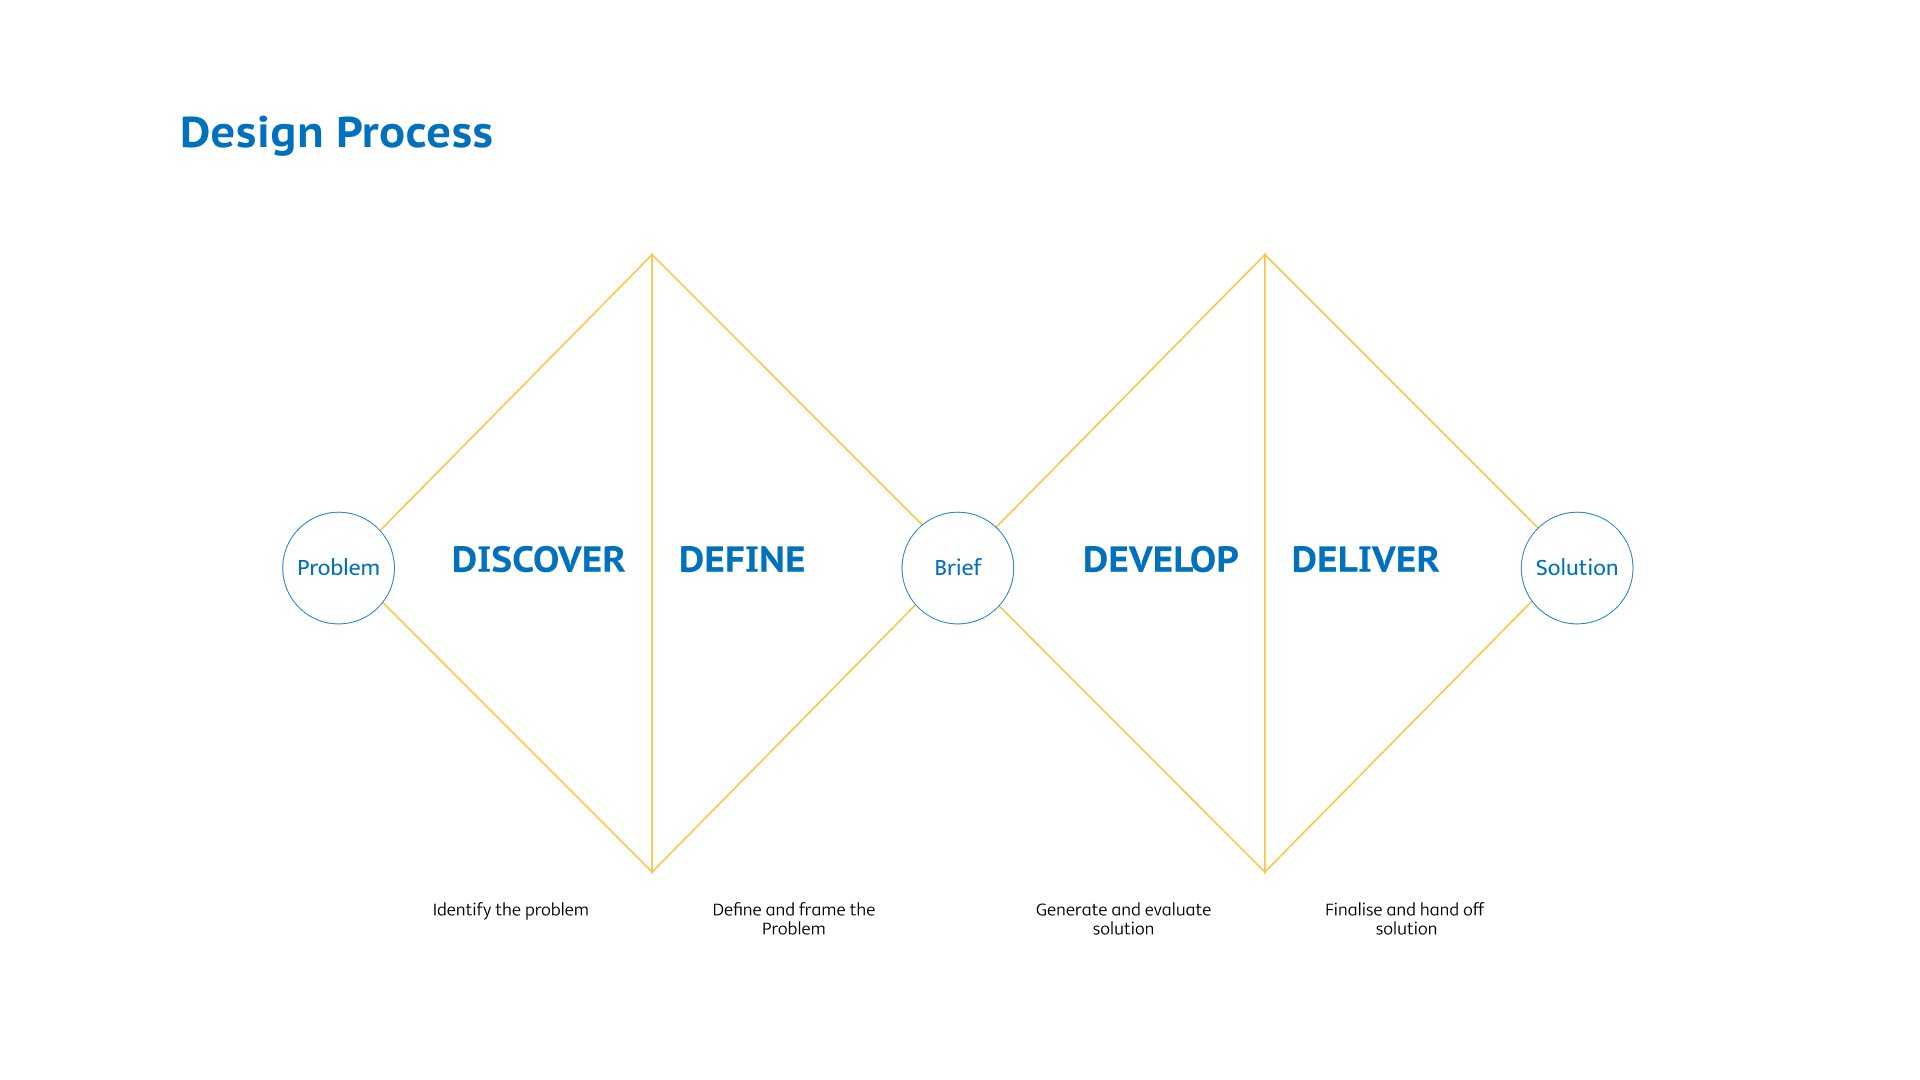 Design Process
Problem
DISCOVER
DEFINE
Brief
DEVELOP
DELIVER
Solution
Identify the problem
Define and frame the
Problem
Generate and evaluate
solution
Finalise and hand off
solution